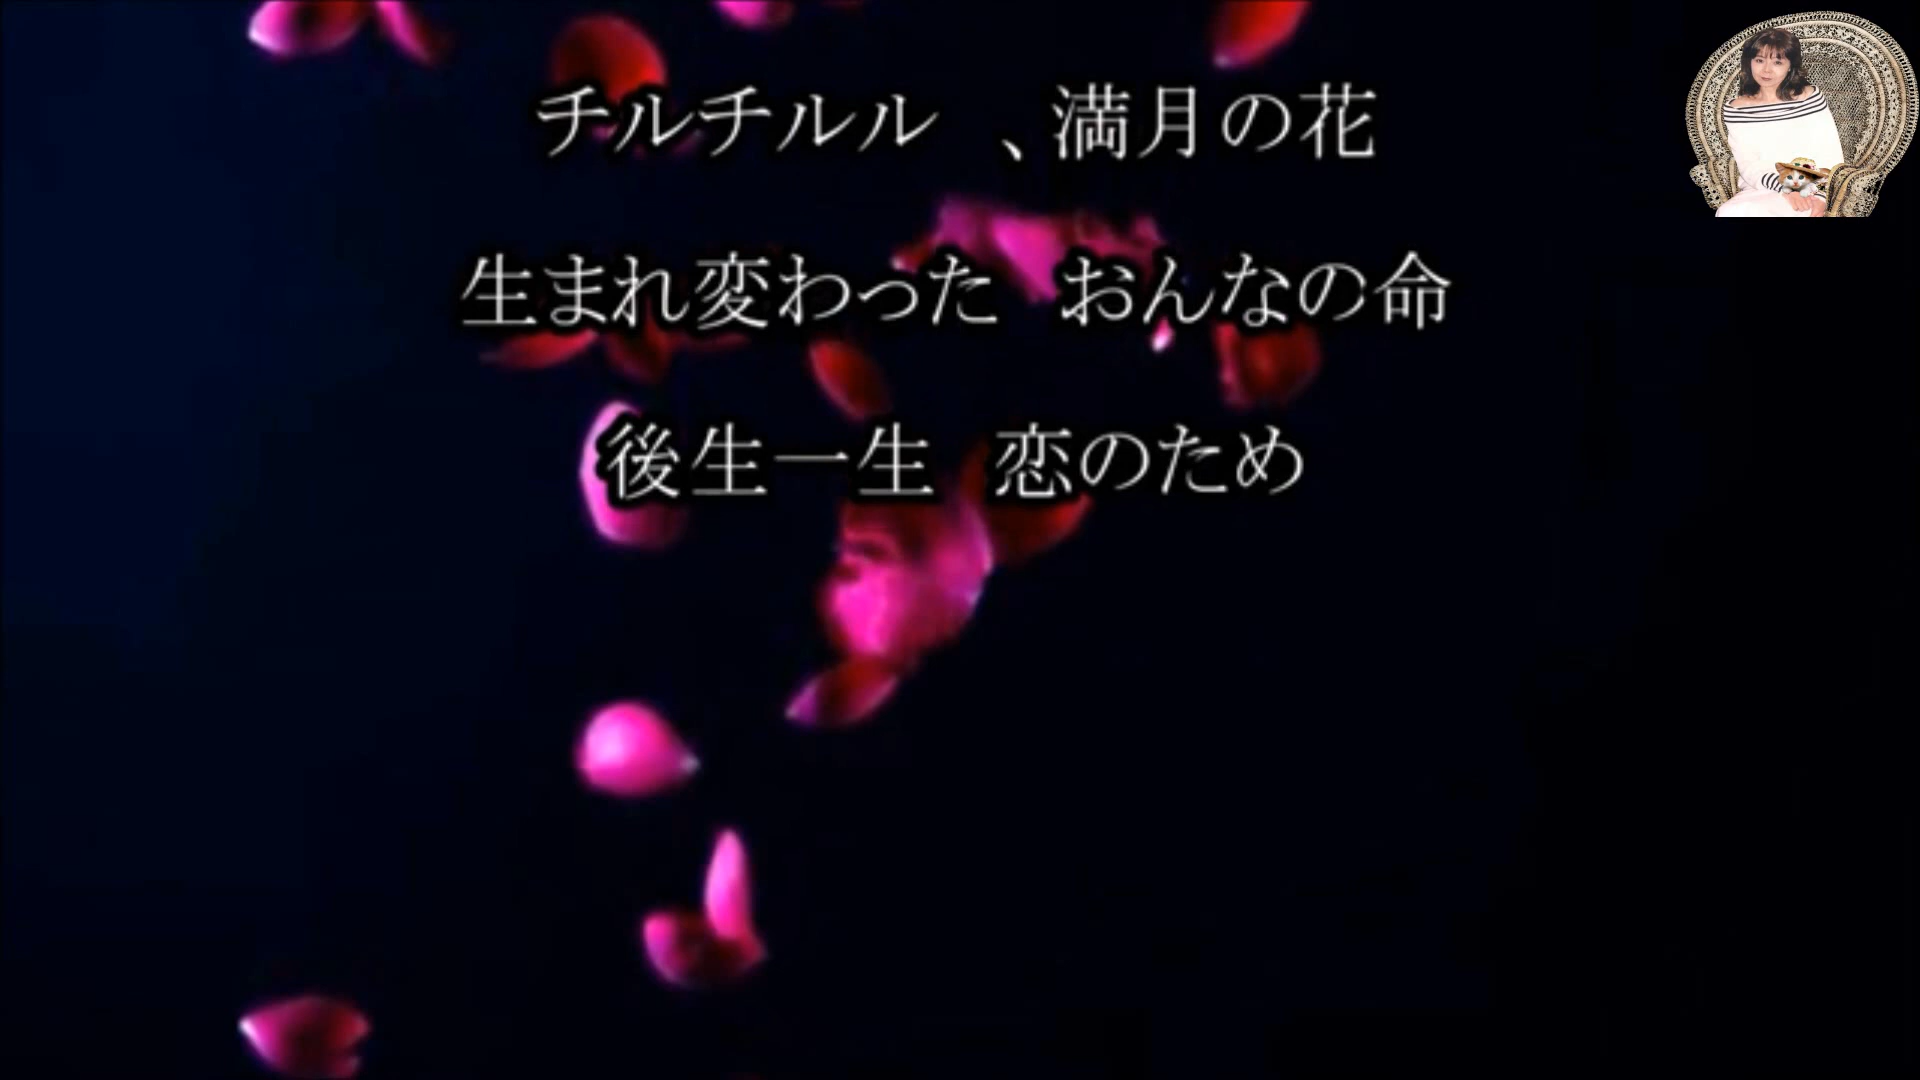 チルチルル　、満月の花
生まれ変わった　おんなの命
後生一生　恋のため